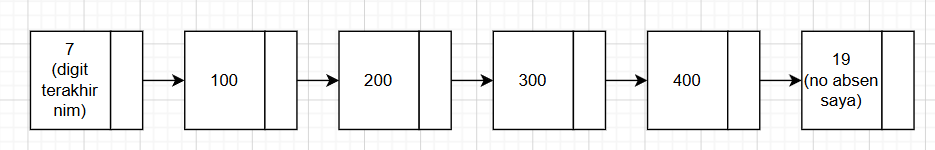 7
(digit
terakhir
nim)
100
200
300
400
19
(no absen
saya)